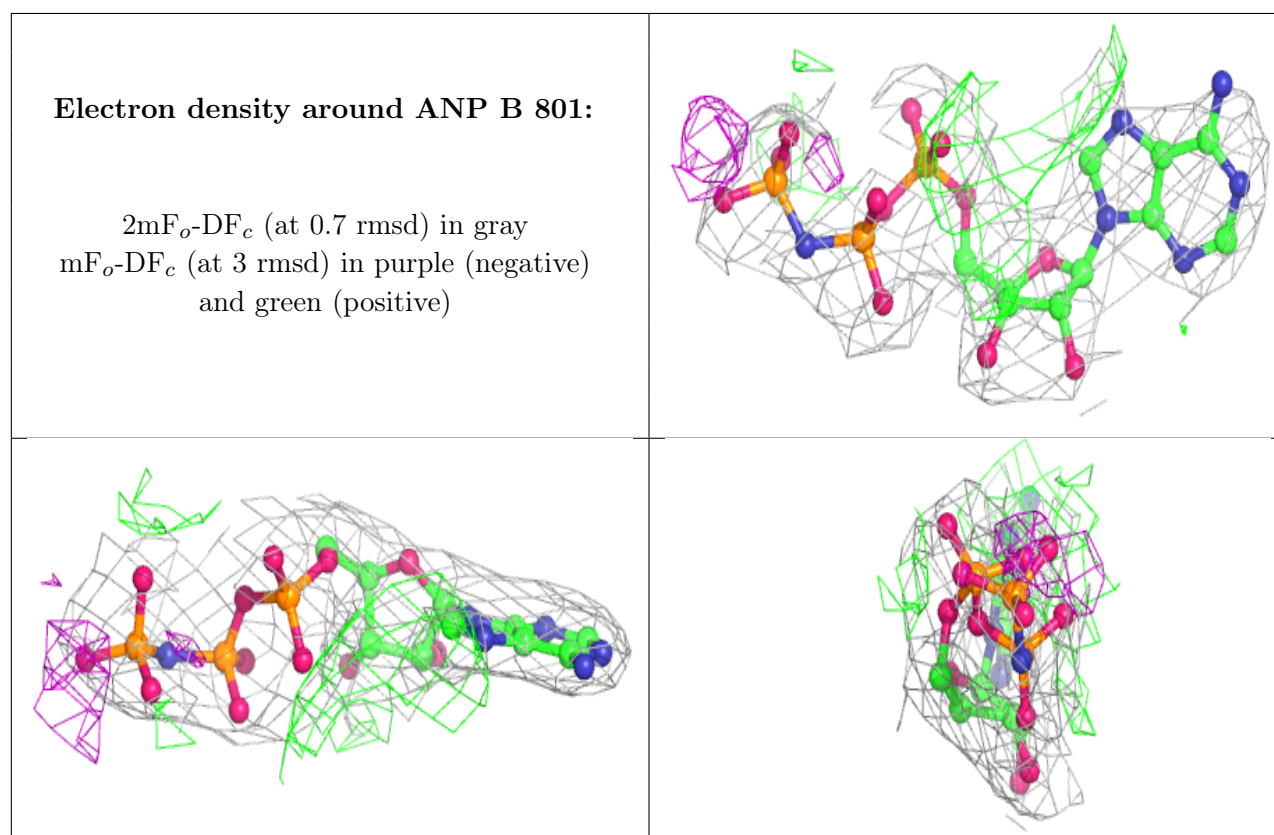 Electron density around ANP B 801:
2mFo-DFc (at 0.7 rmsd) in gray
mFo-DFc (at 3 rmsd) in purple (negative)
and green (positive)